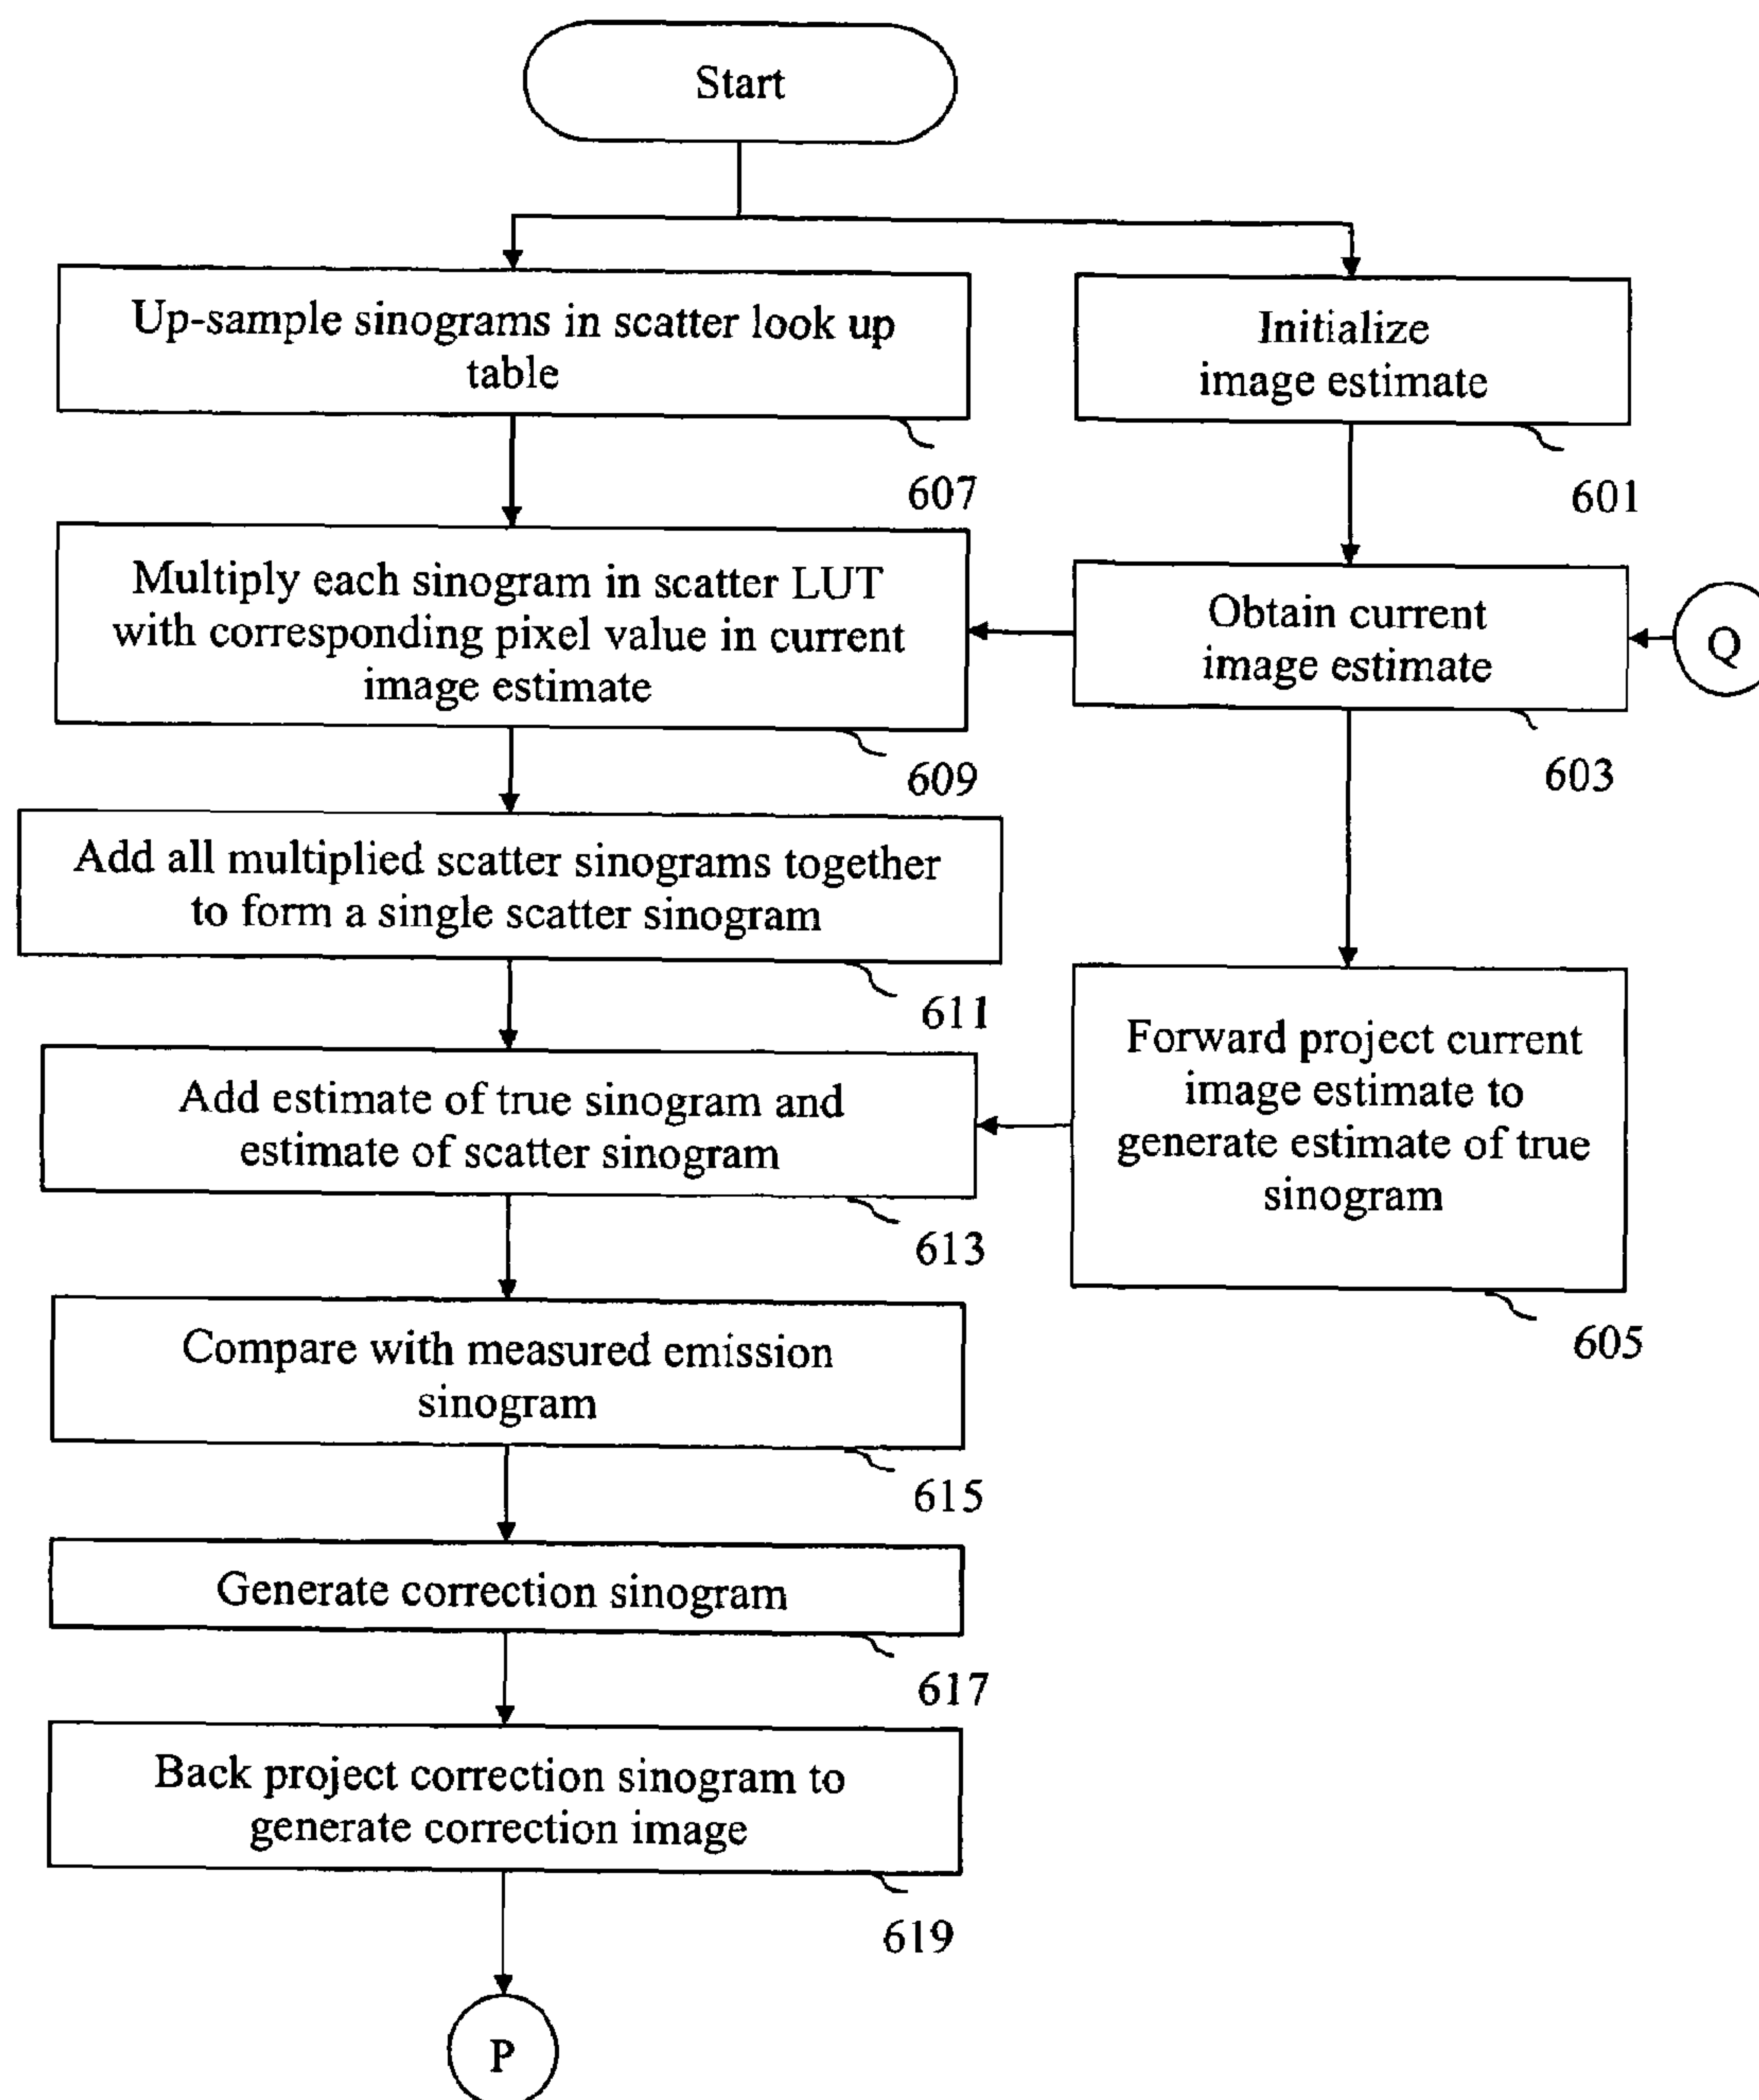 Start
Up-sample sinograms in scatter look up
table
607
Initialize
image estimate
601
Multiply each sinogram in scatter LUT
with corresponding pixel value in current
image estimate
609
Obtain current
image estimate
603
Q
Add all multiplied scatter sinograms together
to form a single scatter sinogram
611
Forward project current
image estimate to
generate estimate of true
sinogram
605
Add estimate of true sinogram and
estimate of scatter sinogram
613
Compare with measured emission
sinogram
615
Generate correction sinogram
617
Back project correction sinogram to
generate correction image
619
P